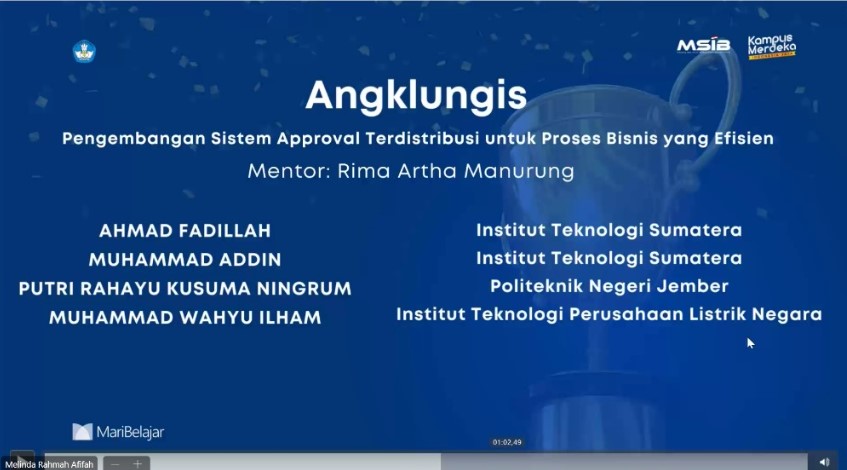 MSIB
Kampus
Merdeka
Angklungis
Pengembangan Sistem Approval Terdistribusi untuk Proses Bisnis yang Efisien
Mentor: Rima Artha Manurung
AHMAD FADILLAH
Institut Teknologi Sumatera
MUHAMMAD ADDIN
Institut Teknologi Sumatera
PUTRI RAHAYU KUSUMA NINGRUM
Politeknik Negeri Jember
MUHAMMAD WAHYU ILHAM
Institut Teknologi Perusahaan Listrik Negara
MariBelajar
01:02,49
Melinda Rahmah Afifah